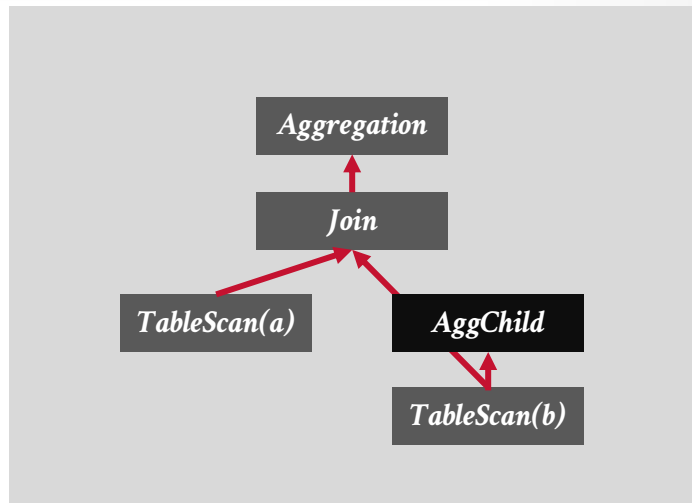 Aggregation
Join
TableScan(a)
AggChild
TableScan(b)